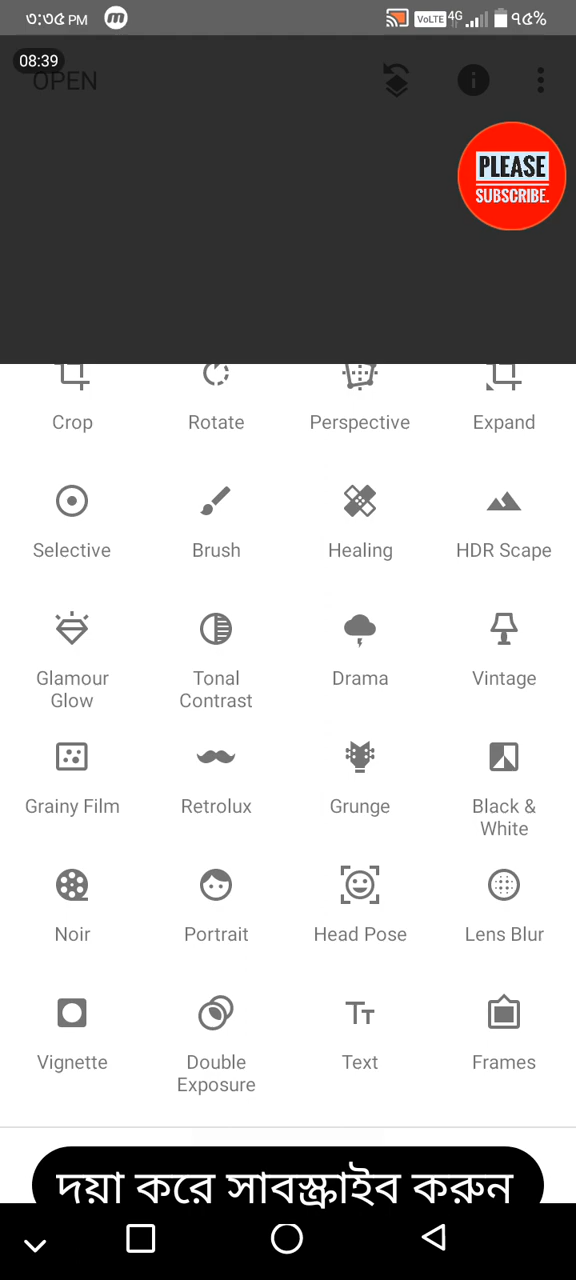 ৩:৩৫ PM
VoLTE 4G ৭৫%
08:39
OPEN
PLEASE
SUBSCRIBE.
Crop Rotate Perspective Expand
Selective Brush Healing HDR Scape
Glamour Glow Tonal Contrast Drama Vintage
Grainy Film Retrolux Grunge Black & White
Noir Portrait Head Pose Lens Blur
Vignette Double Exposure Text Frames
দয়া করে সাবস্ক্রাইব করুন